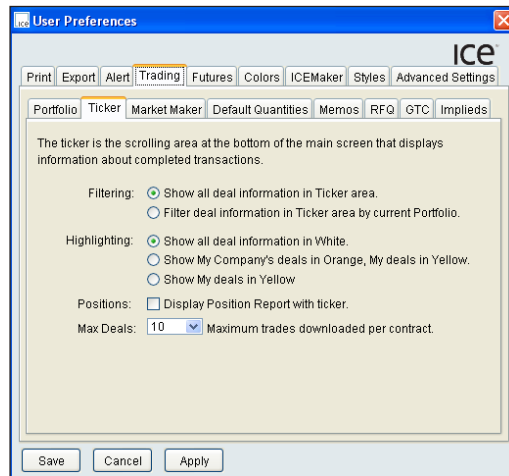 ice User Preferences
ice
Print Export Alert Trading Futures Colors ICEMaker Styles Advanced Settings
Portfolio Ticker Market Maker Default Quantities Memos RFQ GTC Implieds
The ticker is the scrolling area at the bottom of the main screen that displays
information about completed transactions.
Filtering: Show all deal information in Ticker area.
Filter deal information in Ticker area by current Portfolio.
Highlighting: Show all deal information in White.
Show My Company's deals in Orange, My deals in Yellow.
Show My deals in Yellow
Positions: Display Position Report with ticker.
Max Deals: 10 Maximum trades downloaded per contract.
Save Cancel Apply